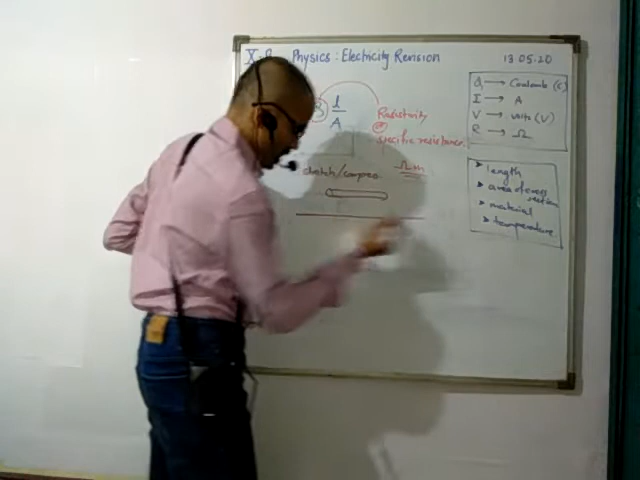 X-B Physics : Electricity Revision 13.05.20
l
A
Resistivity
or
specific resistance
Ω m
stretch/compress
Q → Coulomb (C)
I → A
V → volts (V)
R → Ω
length
area of cross
section
material
temperature